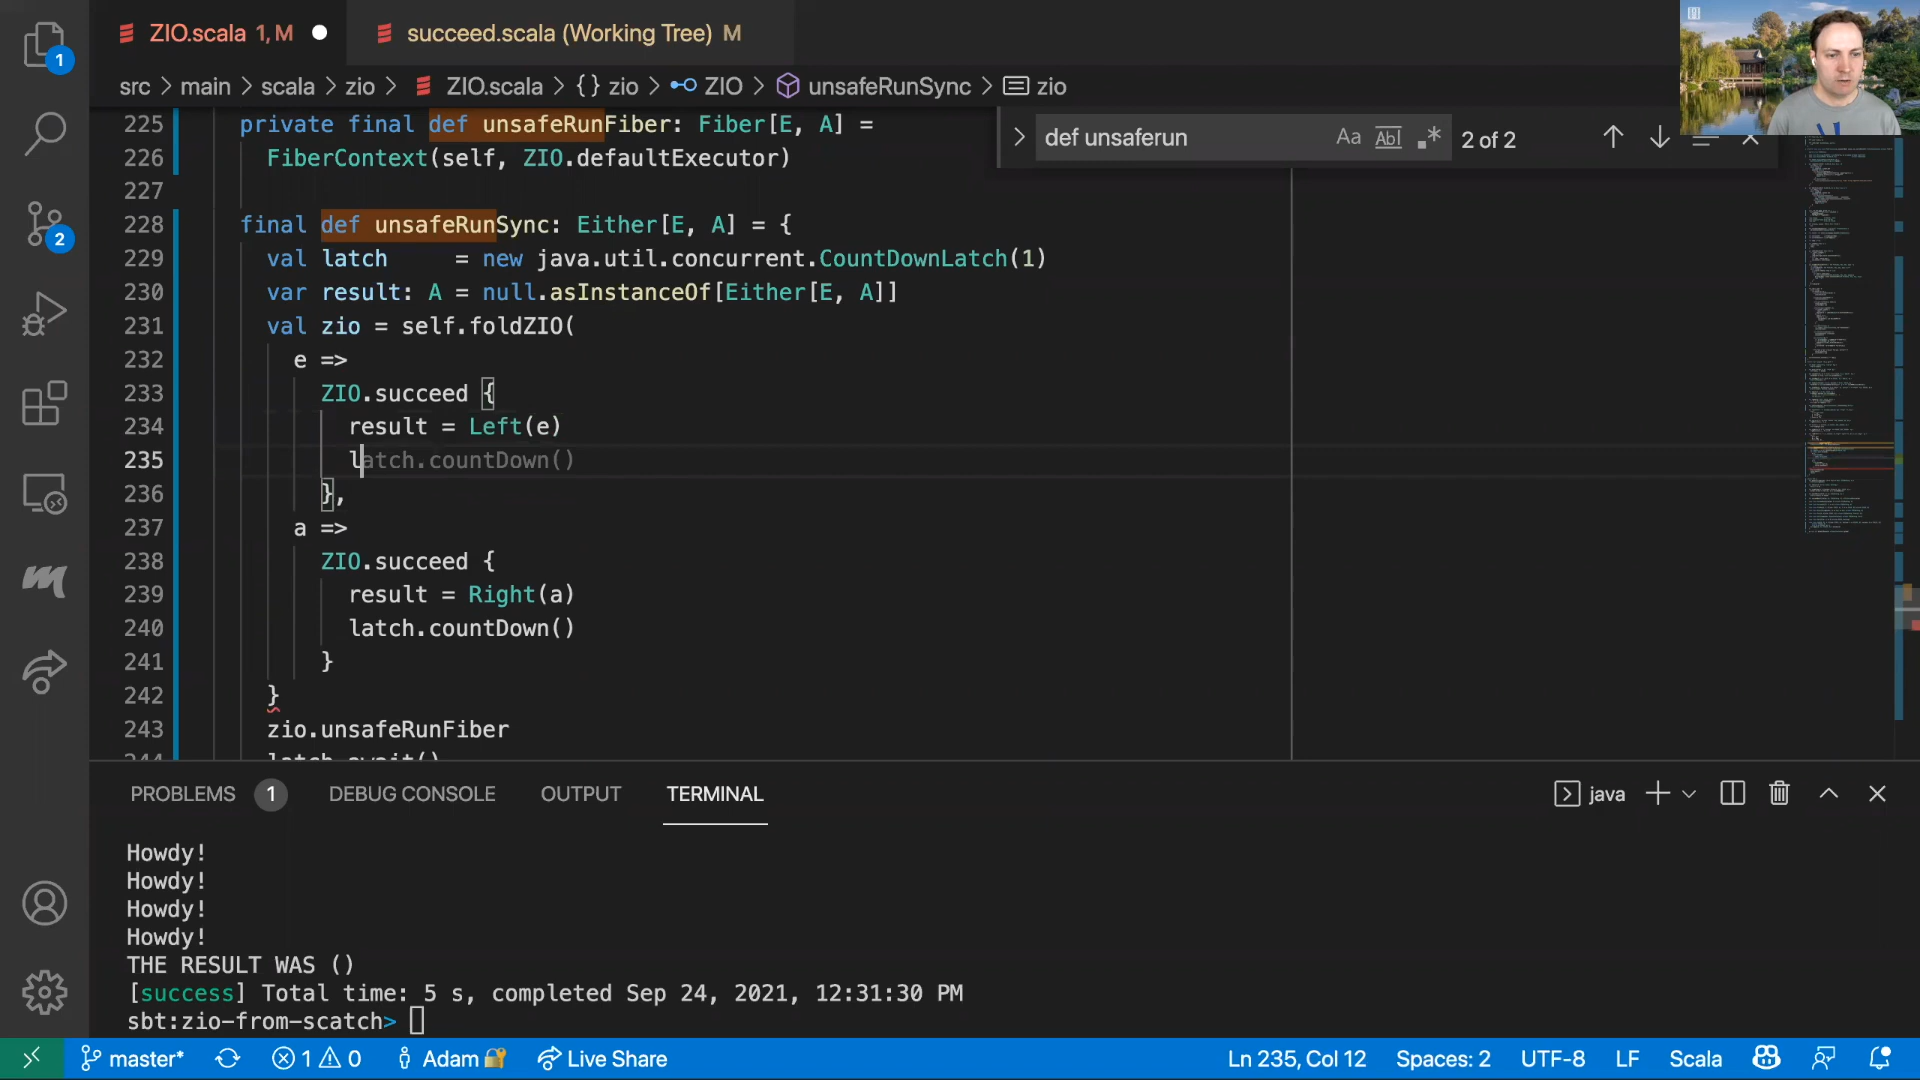 ZIO.scala 1, M
succeed.scala (Working Tree) M
src > main > scala > zio > ZIO.scala > {} zio > ZIO > unsafeRunSync > zio
225 private final def unsafeRunFiber: Fiber[E, A] =
226 FiberContext(self, ZIO.defaultExecutor)
227
228 final def unsafeRunSync: Either[E, A] = {
229 val latch = new java.util.concurrent.CountDownLatch(1)
230 var result: A = null.asInstanceOf[Either[E, A]]
231 val zio = self.foldZIO(
232 e =>
233 ZIO.succeed {
234 result = Left(e)
235 latch.countDown()
236 },
237 a =>
238 ZIO.succeed {
239 result = Right(a)
240 latch.countDown()
241 }
242 }
243 zio.unsafeRunFiber
244 latch.await()
def unsaferun
Aa Abl .* 2 of 2
1
2
PROBLEMS 1 DEBUG CONSOLE OUTPUT TERMINAL
java
Howdy!
Howdy!
Howdy!
Howdy!
THE RESULT WAS ()
[success] Total time: 5 s, completed Sep 24, 2021, 12:31:30 PM
sbt:zio-from-scatch>
master* 1 0 Adam Live Share
Ln 235, Col 12 Spaces: 2 UTF-8 LF Scala